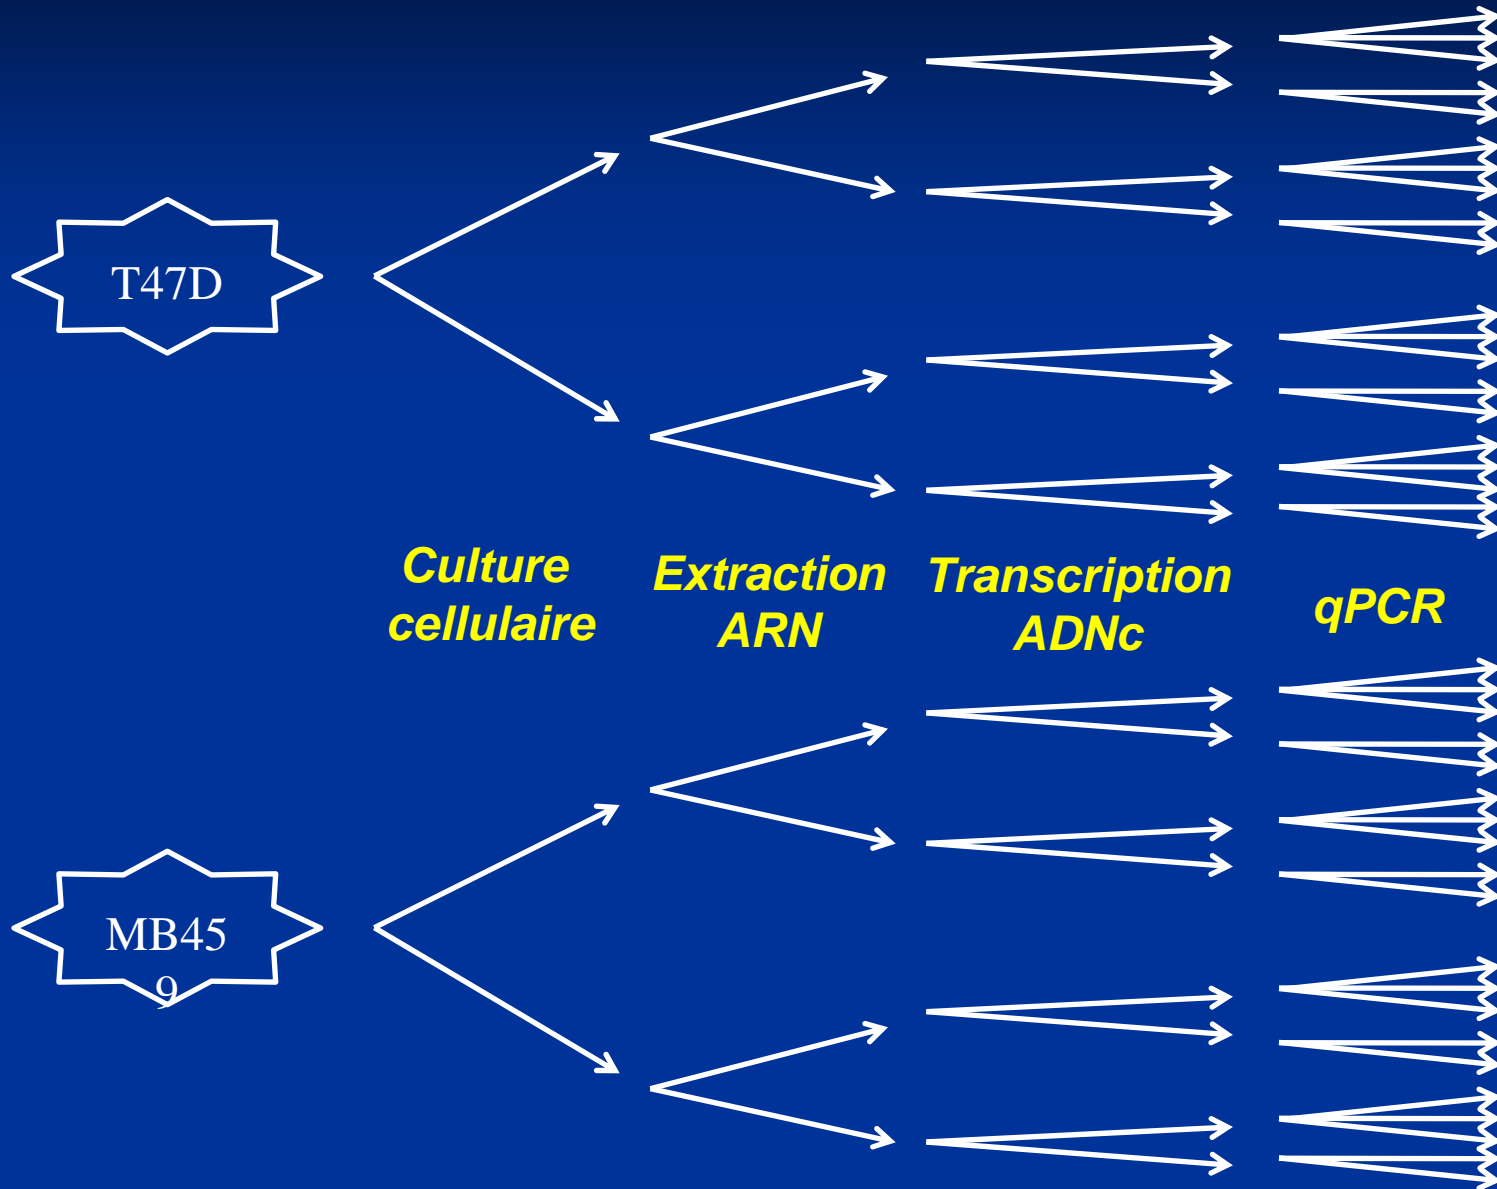 T47D
Culture
cellulaire
Extraction
ARN
Transcription
ADNc
qPCR
MB45
9